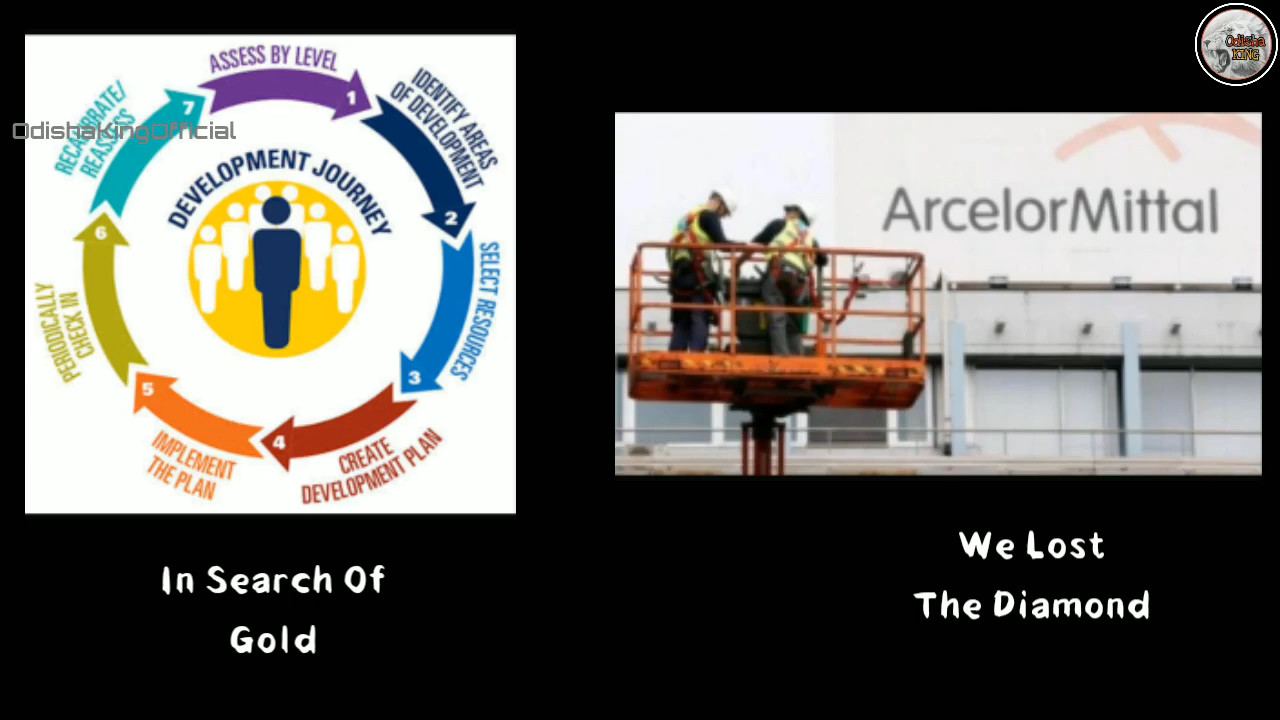 Odisha
KING
OdishaKingOfficial
DEVELOPMENT JOURNEY
ASSESS BY LEVEL
1
IDENTIFY AREAS
OF DEVELOPMENT
2
SELECT RESOURCES
3
CREATE
DEVELOPMENT PLAN
4
IMPLEMENT
THE PLAN
5
PERIODICALLY
CHECK IN
6
RECALIBRATE/
REASSESS
7
ArcelorMittal
In Search Of
Gold
We Lost
The Diamond